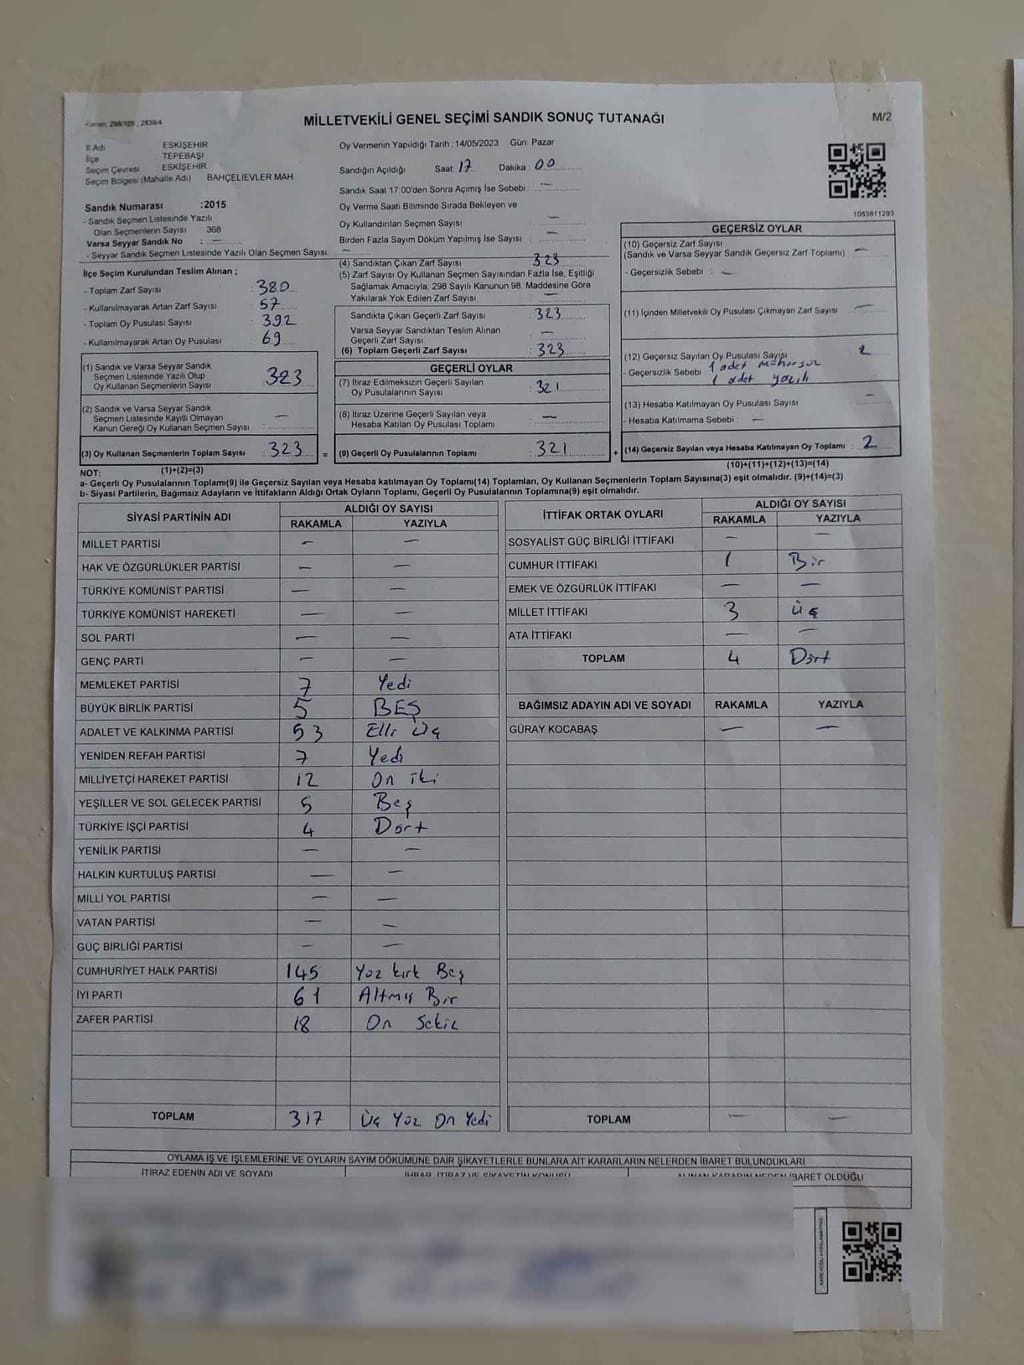 MİLLETVEKİLİ GENEL SEÇİMİ SANDIK SONUÇ TUTANAĞI
M/2
İl Adı ESKİŞEHİR
İlçe TEPEBAŞI
Seçim Çevresi ESKİŞEHİR
Seçim Bölgesi (Mahalle Adı) BAHÇELİEVLER MAH.
Oy Vermenin Yapıldığı Tarih :14/05/2023 Gün: Pazar
Sandığın Açıldığı Saat: 17 Dakika : 00
Sandık Saat 17:00'den Sonra Açımış İse Sebebi : —
Oy Verme Saati Bitiminde Sırada Bekleyen ve
Oy Kullandırılan Seçmen Sayısı : —
Birden Fazla Sayım Döküm Yapılmış İse Sayısı : —
1063811293
Sandık Numarası :2015
- Sandık Seçmen Listesinde Yazılı
Olan Seçmenlerin Sayısı : 368
Varsa Seyyar Sandık No : —
- Seyyar Sandık Seçmen Listesinde Yazılı Olan Seçmen Sayısı : —
İlçe Seçim Kurulundan Teslim Alınan ;
- Toplam Zarf Sayısı : 380
- Kullanılmayarak Artan Zarf Sayısı : 57
- Toplam Oy Pusulası Sayısı : 392
- Kullanılmayarak Artan Oy Pusulası : 69
(1) Sandık ve Varsa Seyyar Sandık
Seçmen Listesinde Yazılı Olup
Oy Kullanan Seçmenlerin Sayısı : 323
(2) Sandık ve Varsa Seyyar Sandık
Seçmen Listesinde Kayıtlı Olmayan
Kanun Gereği Oy Kullanan Seçmen Sayısı : —
(3) Oy Kullanan Seçmenlerin Toplam Sayısı : 323
(1)+(2)=(3)
(4) Sandıktan Çıkan Zarf Sayısı : 323
(5) Zarf Sayısı Oy Kullanan Seçmen Sayısından Fazla İse, Eşitliği
Sağlamak Amacıyla; 298 Sayılı Kanunun 98. Maddesine Göre
Yakılarak Yok Edilen Zarf Sayısı : —
Sandıkta Çıkan Geçerli Zarf Sayısı : 323
Varsa Seyyar Sandıktan Teslim Alınan
Geçerli Zarf Sayısı : —
(6) Toplam Geçerli Zarf Sayısı : 323
GEÇERLİ OYLAR
(7) İtiraz Edilmeksizin Geçerli Sayılan
Oy Pusulalarının Sayısı : 321
(8) İtiraz Üzerine Geçerli Sayılan veya
Hesaba Katılan Oy Pusulası Toplamı : —
= (9) Geçerli Oy Pusulalarının Toplamı : 321 +
GEÇERSİZ OYLAR
(10) Geçersiz Zarf Sayısı
(Sandık ve Varsa Seyyar Sandık Geçersiz Zarf Toplamı) : —
- Geçersizlik Sebebi : —
(11) İçinden Milletvekili Oy Pusulası Çıkmayan Zarf Sayısı : —
(12) Geçersiz Sayılan Oy Pusulası Sayısı : 2
- Geçersizlik Sebebi : 1 adet mühürsüz
1 adet yazılı
(13) Hesaba Katılmayan Oy Pusulası Sayısı : —
- Hesaba Katılmama Sebebi : —
(14) Geçersiz Sayılan veya Hesaba Katılmayan Oy Toplamı : 2
(10)+(11)+(12)+(13)=(14)
NOT:
a- Geçerli Oy Pusulalarının Toplamı(9) ile Geçersiz Sayılan veya Hesaba katılmayan Oy Toplamı(14) Toplamları, Oy Kullanan Seçmenlerin Toplam Sayısına(3) eşit olmalıdır. (9)+(14)=(3)
b- Siyasi Partilerin, Bağımsız Adayların ve İttifakların Aldığı Ortak Oyların Toplamı, Geçerli Oy Pusulalarının Toplamına(9) eşit olmalıdır.
SİYASİ PARTİNİN ADI ALDIĞI OY SAYISI
RAKAMLA YAZIYLA
MİLLET PARTİSİ — —
HAK VE ÖZGÜRLÜKLER PARTİSİ — —
TÜRKİYE KOMÜNİST PARTİSİ — —
TÜRKİYE KOMÜNİST HAREKETİ — —
SOL PARTİ — —
GENÇ PARTİ — —
MEMLEKET PARTİSİ 7 Yedi
BÜYÜK BİRLİK PARTİSİ 5 BEŞ
ADALET VE KALKINMA PARTİSİ 53 Elli Üç
YENİDEN REFAH PARTİSİ 7 Yedi
MİLLİYETÇİ HAREKET PARTİSİ 12 On iki
YEŞİLLER VE SOL GELECEK PARTİSİ 5 Beş
TÜRKİYE İŞÇİ PARTİSİ 4 Dört
YENİLİK PARTİSİ — —
HALKIN KURTULUŞ PARTİSİ — —
MİLLİ YOL PARTİSİ — —
VATAN PARTİSİ — —
GÜÇ BİRLİĞİ PARTİSİ — —
CUMHURİYET HALK PARTİSİ 145 Yüz kırk Beş
İYİ PARTİ 61 Altmış Bir
ZAFER PARTİSİ 18 On Sekiz
TOPLAM 317 Üç Yüz On Yedi
İTTİFAK ORTAK OYLARI ALDIĞI OY SAYISI
RAKAMLA YAZIYLA
SOSYALİST GÜÇ BİRLİĞİ İTTİFAKI — —
CUMHUR İTTİFAKI 1 Bir
EMEK VE ÖZGÜRLÜK İTTİFAKI — —
MİLLET İTTİFAKI 3 Üç
ATA İTTİFAKI — —
TOPLAM 4 Dört
BAĞIMSIZ ADAYIN ADI VE SOYADI RAKAMLA YAZIYLA
GÜRAY KOCABAŞ — —
TOPLAM — —
OYLAMA İŞ VE İŞLEMLERİNE VE OYLARIN SAYIM DÖKÜMÜNE DAİR ŞİKAYETLERLE BUNLARA AİT KARARLARIN NELERDEN İBARET BULUNDUKLARI
İTİRAZ EDENİN ADI VE SOYADI İHBAR, İTİRAZ VE ŞİKAYETİN KONUSU ALINAN KARARIN NEDEN İBARET OLDUĞU